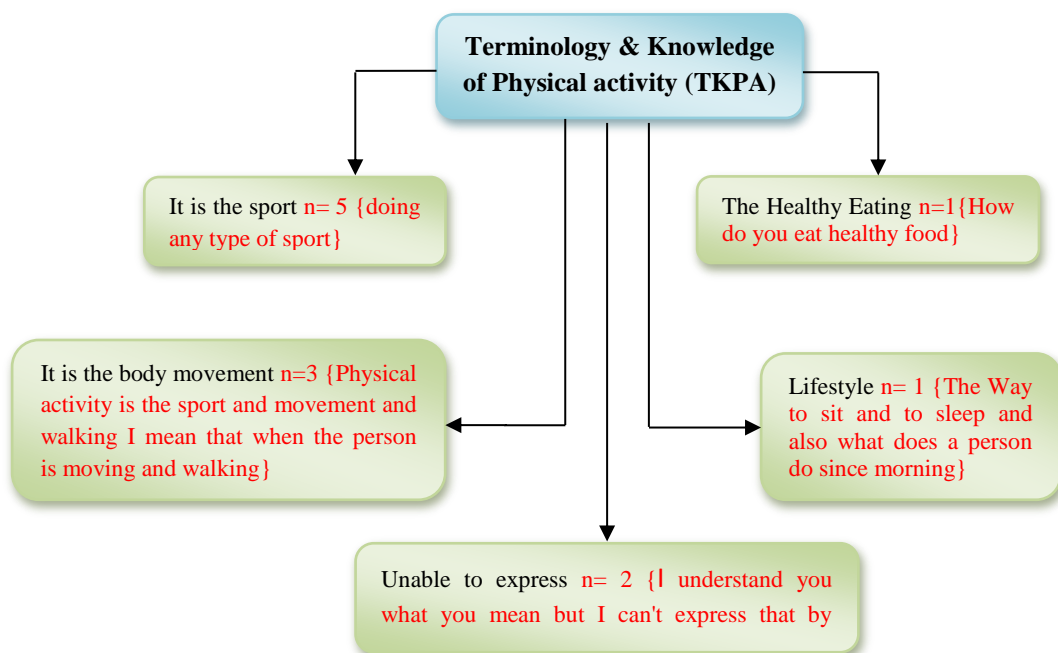 Terminology & Knowledge
of Physical activity (TKPA)
It is the sport n= 5 {doing
any type of sport}
The Healthy Eating n=1{How
do you eat healthy food}
It is the body movement n=3 {Physical
activity is the sport and movement and
walking I mean that when the person
is moving and walking}
Lifestyle n= 1 {The Way
to sit and to sleep and
also what does a person
do since morning}
Unable to express n= 2 {I understand you
what you mean but I can't express that by